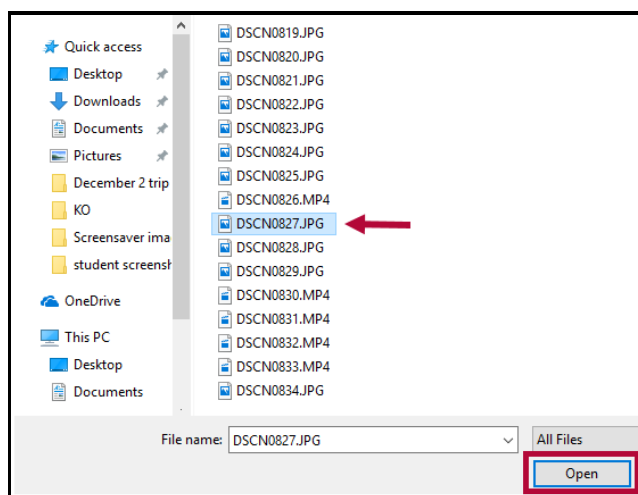 Quick access
Desktop
Downloads
Documents
Pictures
December 2 trip
KO
Screensaver ima
student screensh
OneDrive
This PC
Desktop
Documents
DSCN0819.JPG
DSCN0820.JPG
DSCN0821.JPG
DSCN0822.JPG
DSCN0823.JPG
DSCN0824.JPG
DSCN0825.JPG
DSCN0826.MP4
DSCN0827.JPG
DSCN0828.JPG
DSCN0829.JPG
DSCN0830.MP4
DSCN0831.MP4
DSCN0832.MP4
DSCN0833.MP4
DSCN0834.JPG
File name: DSCN0827.JPG All Files
Open